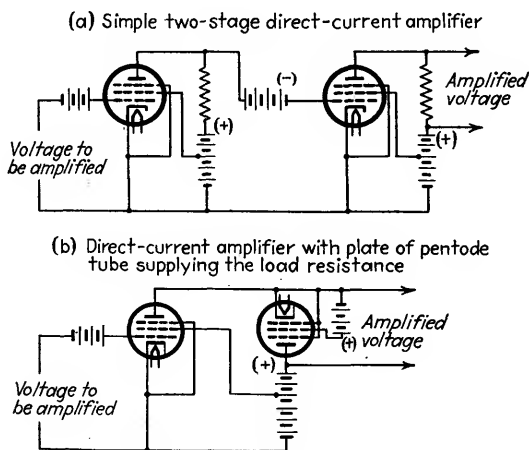 (a) Simple two-stage direct-current amplifier
(-)
(+)
(+)
Amplified
voltage
Voltage to
be amplified
(b) Direct-current amplifier with plate of pentode
tube supplying the load resistance
(+)
(+)
Amplified
voltage
Voltage to
be amplified